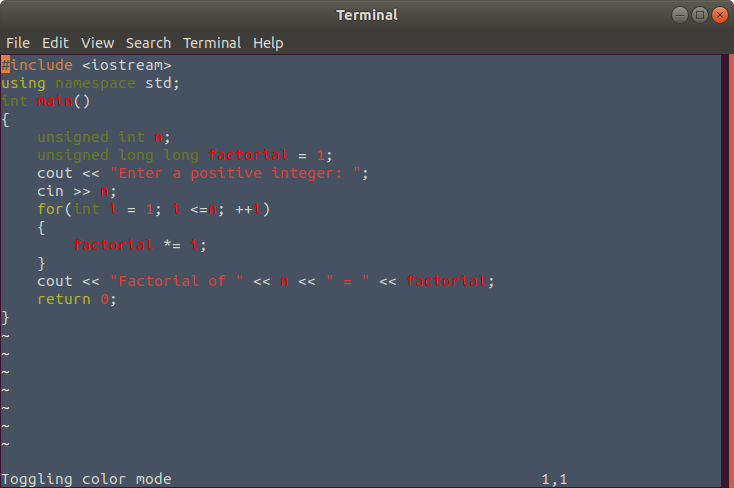 Terminal
File Edit View Search Terminal Help
#include <iostream>
using namespace std;
int main()
{
    unsigned int n;
    unsigned long long factorial = 1;
    cout << "Enter a positive integer: ";
    cin >> n;
    for(int i = 1; i <=n; ++i)
    {
        factorial *= i;
    }
    cout << "Factorial of " << n << " = " << factorial;
    return 0;
}
~
~
~
~
~
~
~
Toggling color mode 1,1